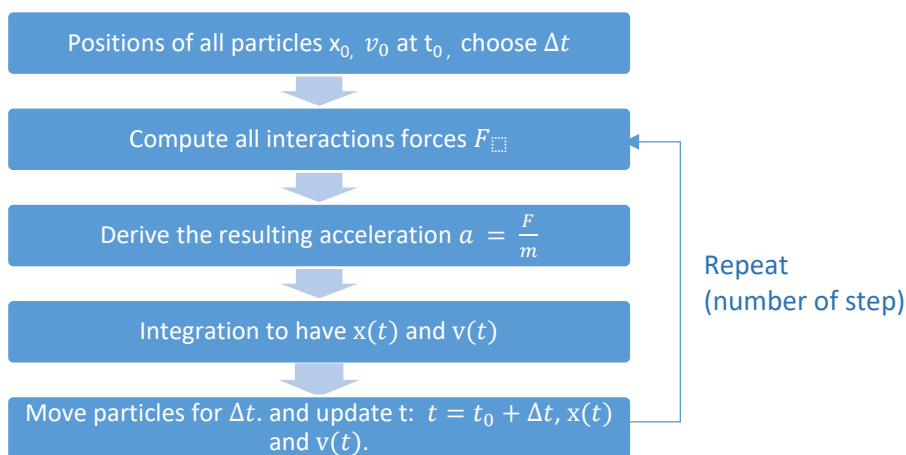 Positions of all particles x₀, v₀ at t₀ , choose Δt
Compute all interactions forces F
Derive the resulting acceleration a = F/m
Integration to have x(t) and v(t)
Move particles for Δt. and update t: t = t₀ + Δt, x(t)
and v(t).
Repeat
(number of step)